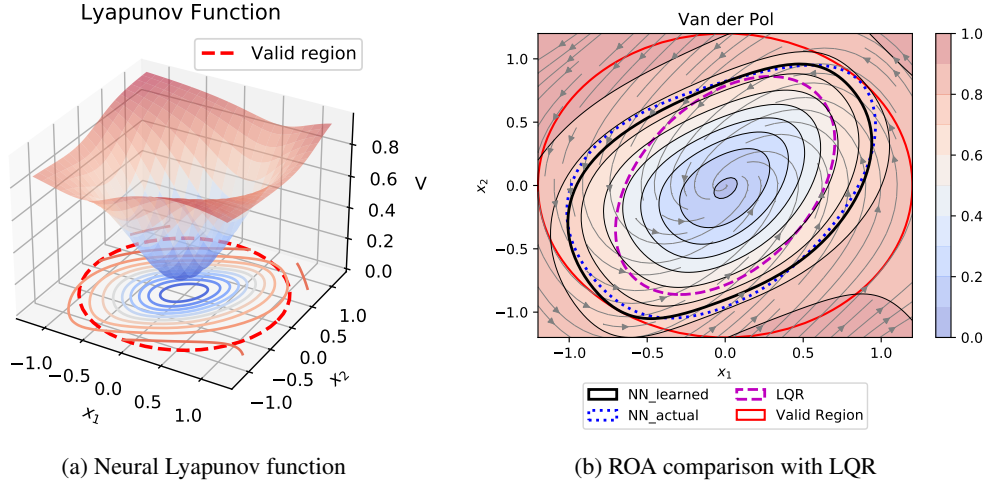 Lyapunov Function
Valid region
0.8
0.6
V
0.4
0.2
0.0
−1.0
−0.5
0.0
0.5
1.0
x1
−1.0
−0.5
0.0
0.5
1.0
x2
(a) Neural Lyapunov function
Van der Pol
1.0
0.5
0.0
−0.5
−1.0
x2
−1.0 −0.5 0.0 0.5 1.0
x1
1.0
0.8
0.6
0.4
0.2
0.0
NN_learned LQR
NN_actual Valid Region
(b) ROA comparison with LQR